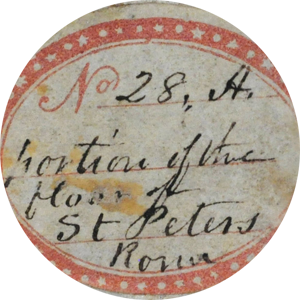 No 28. A.
portion of the
floor of
St Peters
Rome